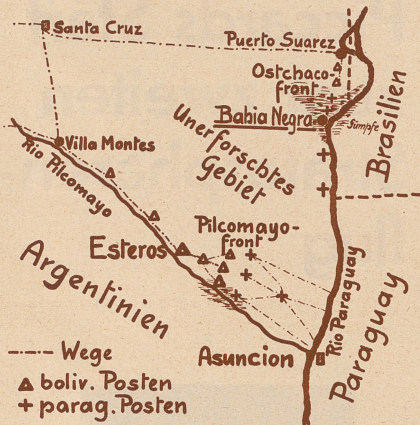 Santa Cruz
Puerto Suarez
Ostchaco-
front
Bahia Negra
Sümpfe
Brasilien
Unerforschtes
Gebiet
Villa Montes
Rio Pilcomayo
Pilcomayo-
front
Esteros
Argentinien
Rio Paraguay
Paraguay
Asuncion
Wege
boliv. Posten
parag. Posten